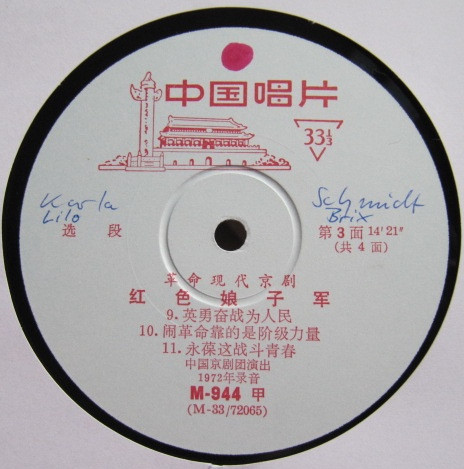 中国唱片
33⅓
Karla
Lilo
Schmidt
Brix
选段
第3面 14′21″
(共4面)
革命现代京剧
红色娘子军
9. 英勇奋战为人民
10. 闹革命靠的是阶级力量
11. 永葆这战斗青春
中国京剧团演出
1972年录音
M-944 甲
(M-33/72065)